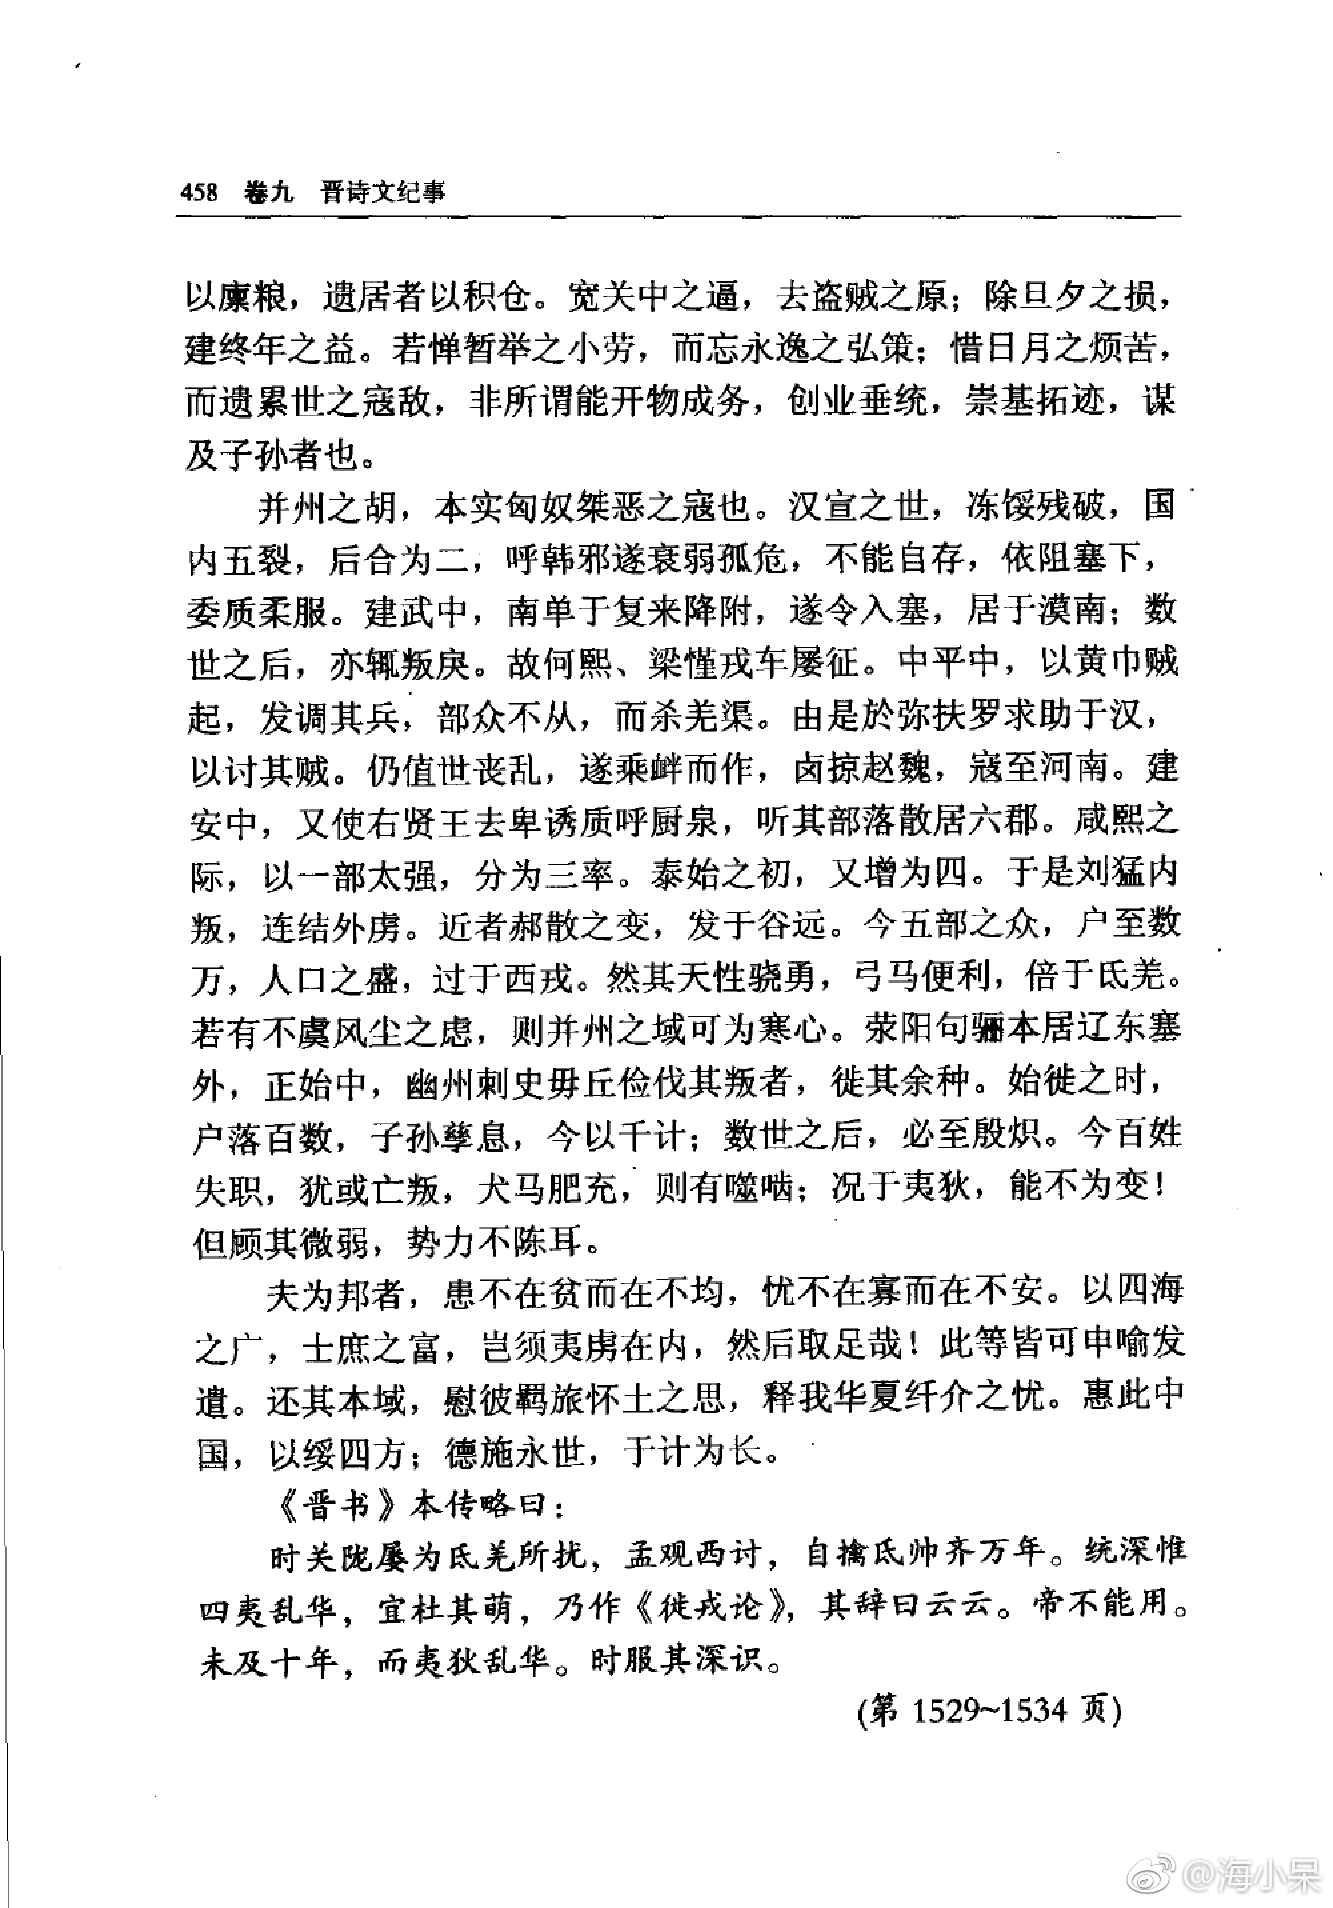 458 卷九 晋诗文纪事
以廪粮，遗居者以积仓。宽关中之逼，去盗贼之原；除旦夕之损，
建终年之益。若惮暂举之小劳，而忘永逸之弘策；惜日月之烦苦，
而遗累世之寇敌，非所谓能开物成务，创业垂统，崇基拓迹，谋
及子孙者也。
并州之胡，本实匈奴桀恶之寇也。汉宣之世，冻馁残破，国
内五裂，后合为二，呼韩邪遂衰弱孤危，不能自存，依阻塞下，
委质柔服。建武中，南单于复来降附，遂令入塞，居于漠南；数
世之后，亦辄叛戾。故何熙、梁慬戎车屡征。中平中，以黄巾贼
起，发调其兵，部众不从，而杀羌渠。由是於弥扶罗求助于汉，
以讨其贼。仍值世丧乱，遂乘衅而作，卤掠赵魏，寇至河南。建
安中，又使右贤王去卑诱质呼厨泉，听其部落散居六郡。咸熙之
际，以一部太强，分为三率。泰始之初，又增为四。于是刘猛内
叛，连结外虏。近者郝散之变，发于谷远。今五部之众，户至数
万，人口之盛，过于西戎。然其天性骁勇，弓马便利，倍于氐羌。
若有不虞风尘之虑，则并州之域可为寒心。荥阳句骊本居辽东塞
外，正始中，幽州刺史毋丘俭伐其叛者，徙其余种。始徙之时，
户落百数，子孙孳息，今以千计；数世之后，必至殷炽。今百姓
失职，犹或亡叛，犬马肥充，则有噬啮；况于夷狄，能不为变！
但顾其微弱，势力不陈耳。
夫为邦者，患不在贫而在不均，忧不在寡而在不安。以四海
之广，士庶之富，岂须夷虏在内，然后取足哉！此等皆可申喻发
遣。还其本域，慰彼羁旅怀土之思，释我华夏纤介之忧。惠此中
国，以绥四方；德施永世，于计为长。
《晋书》本传略曰：
时关陇屡为氐羌所扰，孟观西讨，自擒氐帅齐万年。统深惟
四夷乱华，宜杜其萌，乃作《徙戎论》，其辞曰云云。帝不能用。
未及十年，而夷狄乱华。时服其深识。
(第 1529~1534 页)
@海小呆